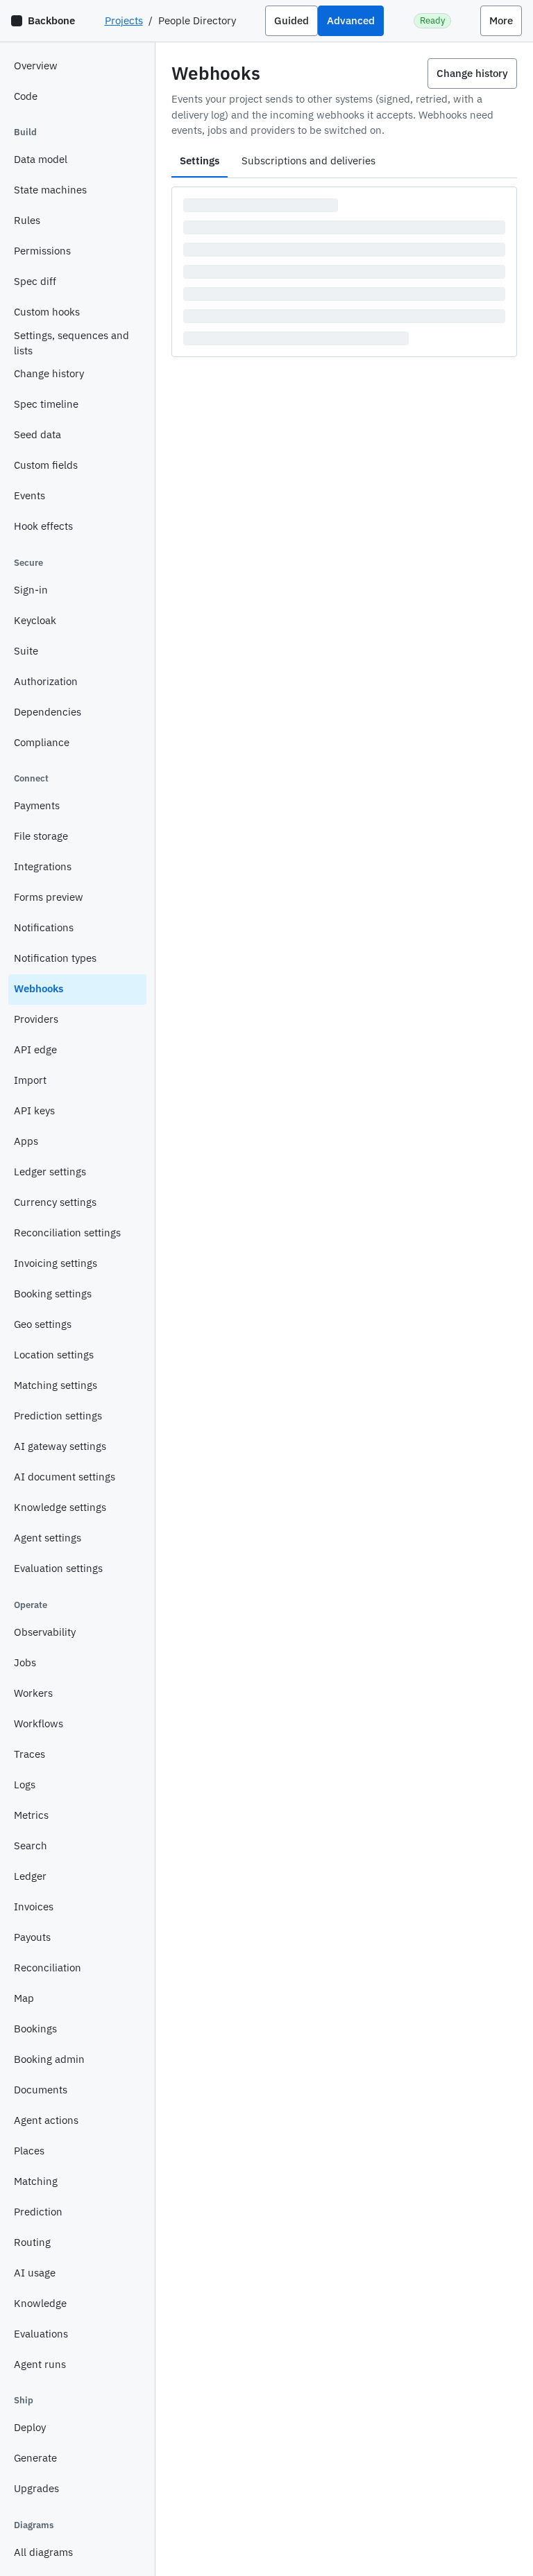 Backbone
Projects / People Directory
Guided
Advanced
Ready
More
Overview
Code
Build
Data model
State machines
Rules
Permissions
Spec diff
Custom hooks
Settings, sequences and
lists
Change history
Spec timeline
Seed data
Custom fields
Events
Hook effects
Secure
Sign-in
Keycloak
Suite
Authorization
Dependencies
Compliance
Connect
Payments
File storage
Integrations
Forms preview
Notifications
Notification types
Webhooks
Providers
API edge
Import
API keys
Apps
Ledger settings
Currency settings
Reconciliation settings
Invoicing settings
Booking settings
Geo settings
Location settings
Matching settings
Prediction settings
AI gateway settings
AI document settings
Knowledge settings
Agent settings
Evaluation settings
Operate
Observability
Jobs
Workers
Workflows
Traces
Logs
Metrics
Search
Ledger
Invoices
Payouts
Reconciliation
Map
Bookings
Booking admin
Documents
Agent actions
Places
Matching
Prediction
Routing
AI usage
Knowledge
Evaluations
Agent runs
Ship
Deploy
Generate
Upgrades
Diagrams
All diagrams
Webhooks
Change history
Events your project sends to other systems (signed, retried, with a
delivery log) and the incoming webhooks it accepts. Webhooks need
events, jobs and providers to be switched on.
Settings
Subscriptions and deliveries